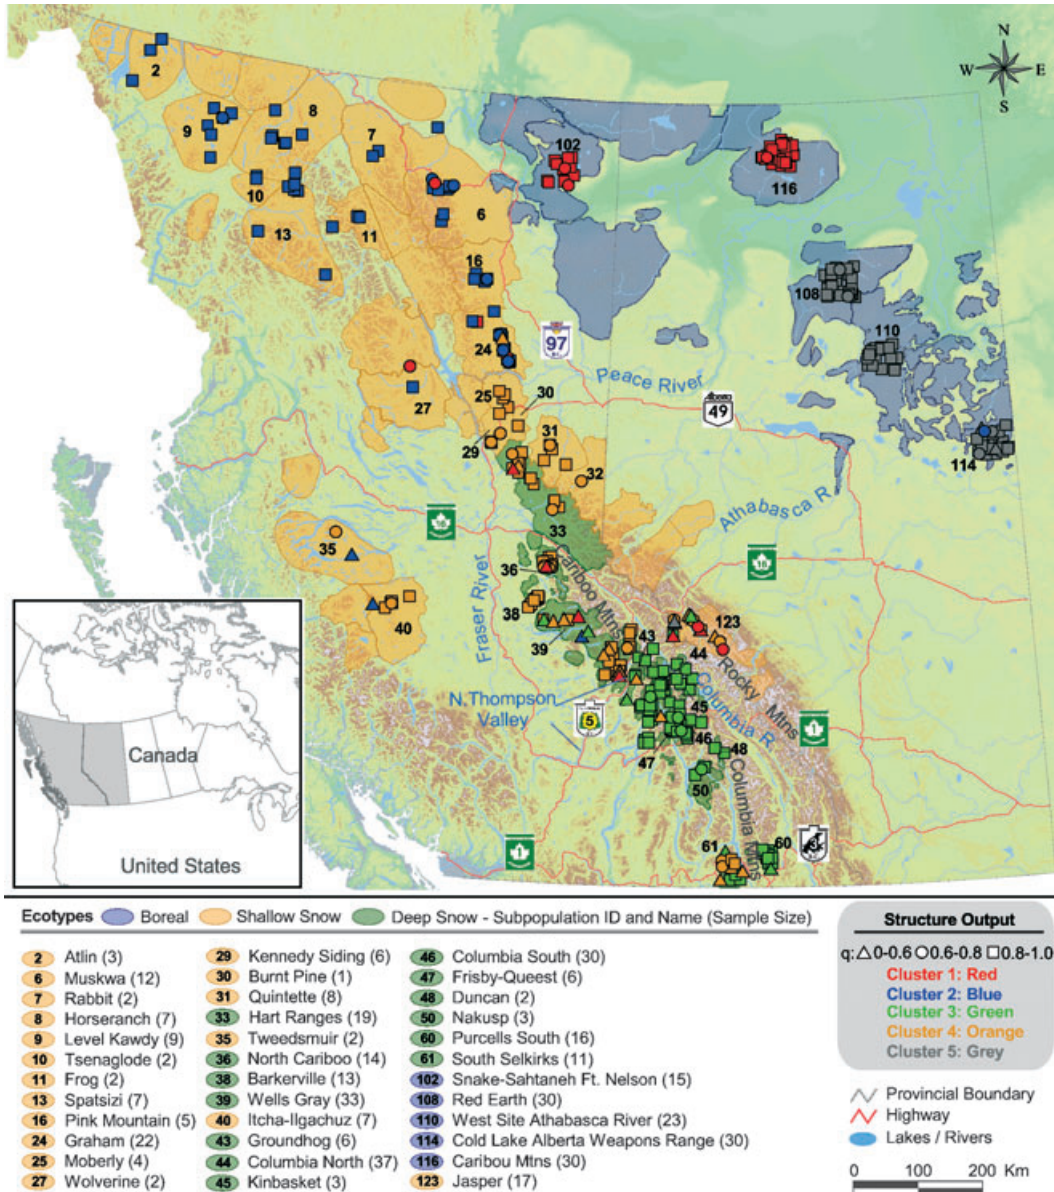 N
W E
S
2
8
9
7
102
116
10
6
13
11
16
108
97
B.C.
110
24
Peace River
Alberta
49
25
30
27
29
31
114
32
Athabasca R
16
33
35
Fraser River
Cariboo Mtns
16
36
38
40
39
43
123
44
Rocky Mtns
N.Thompson
Valley
5
45
Columbia R
1
46
47
48
50
Columbia Mtns
1
61
60
3
Canada
United States
Ecotypes Boreal Shallow Snow Deep Snow - Subpopulation ID and Name (Sample Size)
2 Atlin (3)
6 Muskwa (12)
7 Rabbit (2)
8 Horseranch (7)
9 Level Kawdy (9)
10 Tsenaglode (2)
11 Frog (2)
13 Spatsizi (7)
16 Pink Mountain (5)
24 Graham (22)
25 Moberly (4)
27 Wolverine (2)
29 Kennedy Siding (6)
30 Burnt Pine (1)
31 Quintette (8)
33 Hart Ranges (19)
35 Tweedsmuir (2)
36 North Cariboo (14)
38 Barkerville (13)
39 Wells Gray (33)
40 Itcha-Ilgachuz (7)
43 Groundhog (6)
44 Columbia North (37)
45 Kinbasket (3)
46 Columbia South (30)
47 Frisby-Queest (6)
48 Duncan (2)
50 Nakusp (3)
60 Purcells South (16)
61 South Selkirks (11)
102 Snake-Sahtaneh Ft. Nelson (15)
108 Red Earth (30)
110 West Site Athabasca River (23)
114 Cold Lake Alberta Weapons Range (30)
116 Caribou Mtns (30)
123 Jasper (17)
Structure Output
q: △0-0.6 ○0.6-0.8 □0.8-1.0
Cluster 1: Red
Cluster 2: Blue
Cluster 3: Green
Cluster 4: Orange
Cluster 5: Grey
Provincial Boundary
Highway
Lakes / Rivers
0 100 200 Km